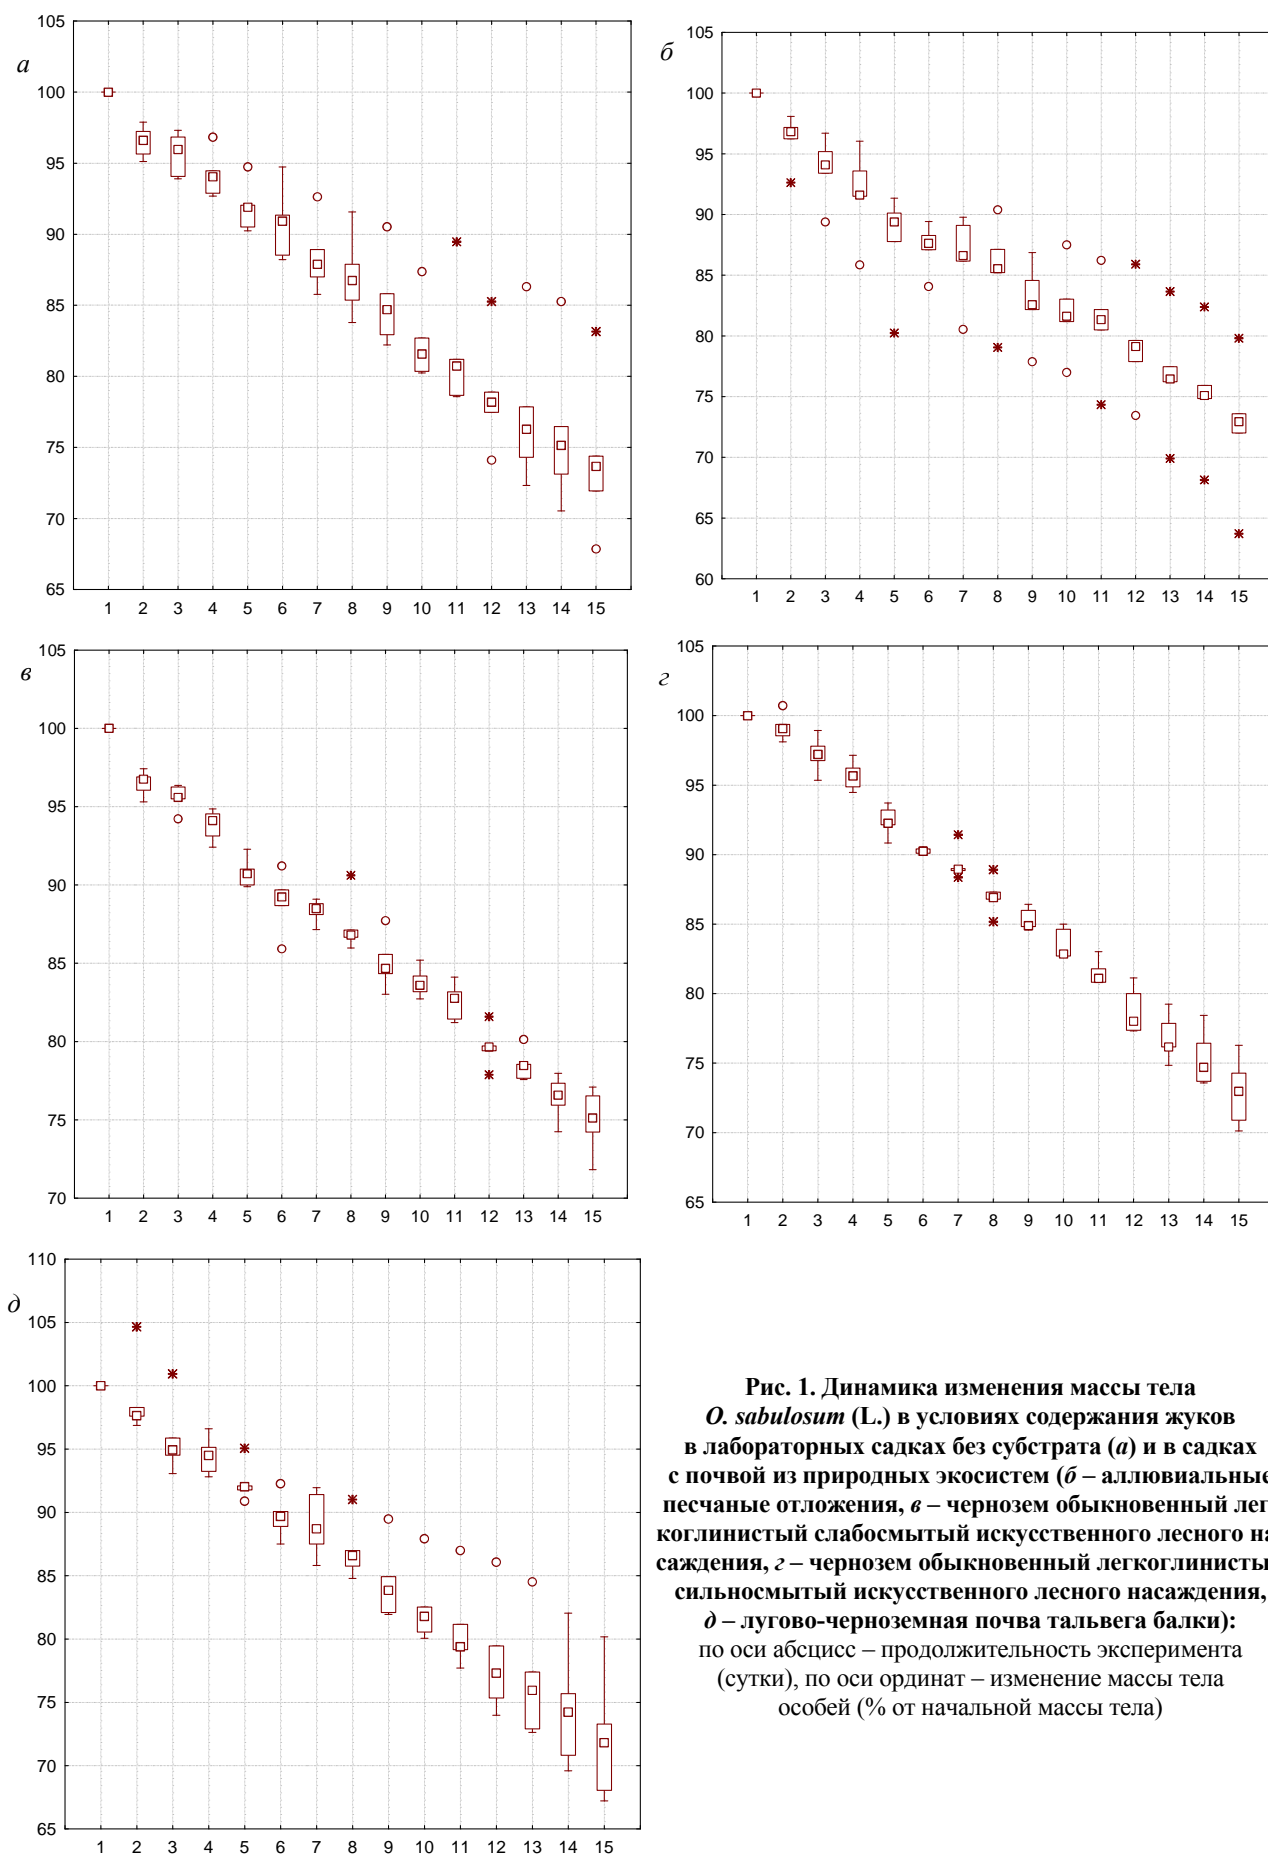 а
105
100
95
90
85
80
75
70
65
1 2 3 4 5 6 7 8 9 10 11 12 13 14 15
б
105
100
95
90
85
80
75
70
65
60
1 2 3 4 5 6 7 8 9 10 11 12 13 14 15
в
105
100
95
90
85
80
75
70
1 2 3 4 5 6 7 8 9 10 11 12 13 14 15
г
105
100
95
90
85
80
75
70
65
1 2 3 4 5 6 7 8 9 10 11 12 13 14 15
д
110
105
100
95
90
85
80
75
70
65
1 2 3 4 5 6 7 8 9 10 11 12 13 14 15
Рис. 1. Динамика изменения массы тела
O. sabulosum (L.) в условиях содержания жуков
в лабораторных садках без субстрата (а) и в садках
с почвой из природных экосистем (б – аллювиальные
песчаные отложения, в – чернозем обыкновенный лег
коглинистый слабосмытый искусственного лесного на
саждения, г – чернозем обыкновенный легкоглинисты
сильносмытый искусственного лесного насаждения,
д – лугово-черноземная почва тальвега балки):
по оси абсцисс – продолжительность эксперимента
(сутки), по оси ординат – изменение массы тела
особей (% от начальной массы тела)